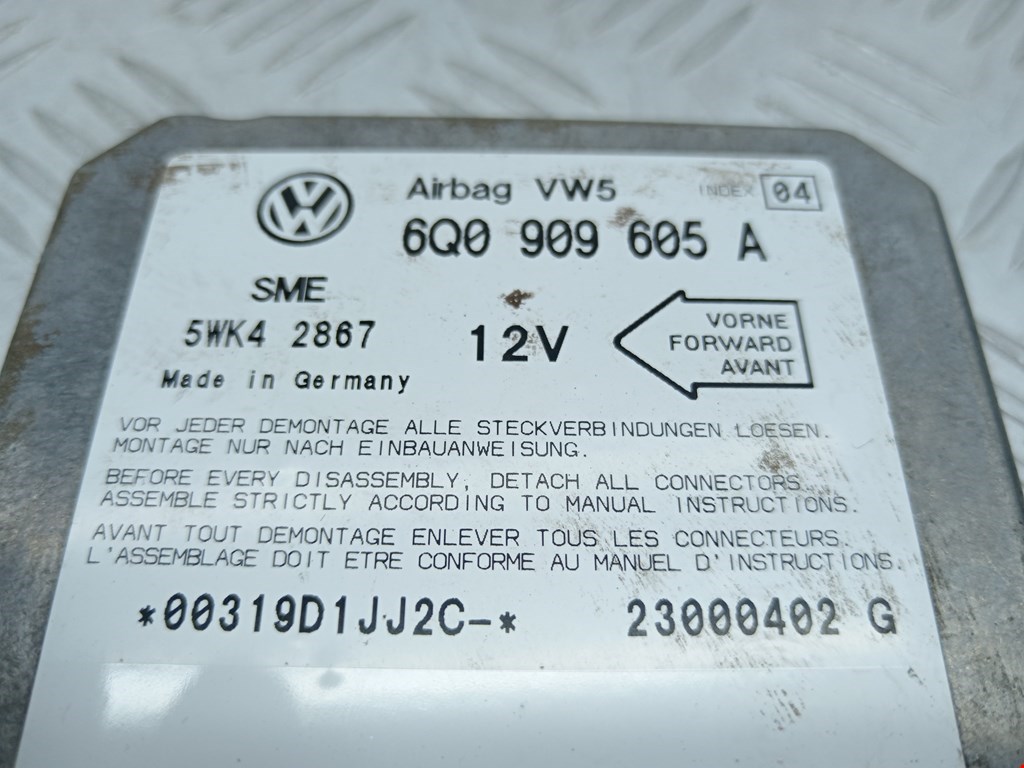 Airbag VW5 INDEX 04
6Q0 909 605 A
SME
5WK4 2867
12V
Made in Germany
VORNE
FORWARD
AVANT
VOR JEDER DEMONTAGE ALLE STECKVERBINDUNGEN LOESEN.
MONTAGE NUR NACH EINBAUANWEISUNG.
BEFORE EVERY DISASSEMBLY, DETACH ALL CONNECTORS.
ASSEMBLE STRICTLY ACCORDING TO MANUAL INSTRUCTIONS.
AVANT TOUT DEMONTAGE ENLEVER TOUS LES CONNECTEURS.
L'ASSEMBLAGE DOIT ETRE CONFORME AU MANUEL D'INSTRUCTIONS.
*00319D1JJ2C-* 23000402 G